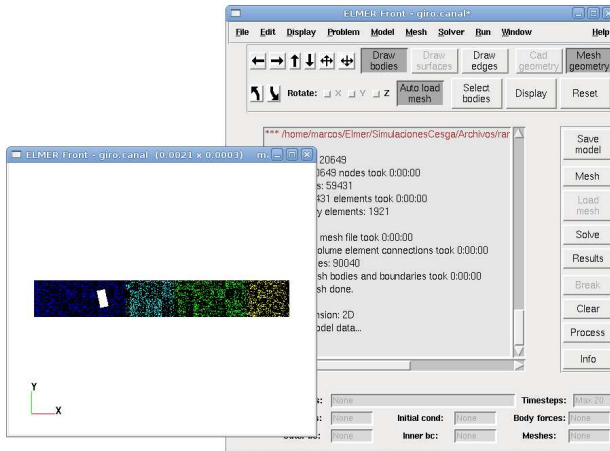 ELMER Front - giro.canal*
File Edit Display Problem Model Mesh Solver Run Window Help
Draw bodies
Draw surfaces
Draw edges
Cad geometry
Mesh geometry
Rotate: X Y Z
Auto load mesh
Select bodies
Display
Reset
*** /home/marcos/Elmer/SimulacionesCesga/Archivos/rar
20649
0649 nodes took 0:00:00
s: 59431
431 elements took 0:00:00
y elements: 1921
mesh file took 0:00:00
olume element connections took 0:00:00
es: 90040
sh bodies and boundaries took 0:00:00
sh done.
nsion: 2D
odel data...
Save model
Mesh
Load mesh
Solve
Results
Break
Clear
Process
Info
ELMER Front - giro.canal (0.0021 x 0.0003) m.
Y
X
s: None Timesteps: Max 20
s: None Initial cond: None Body forces: None
None Inner bc: None Meshes: None